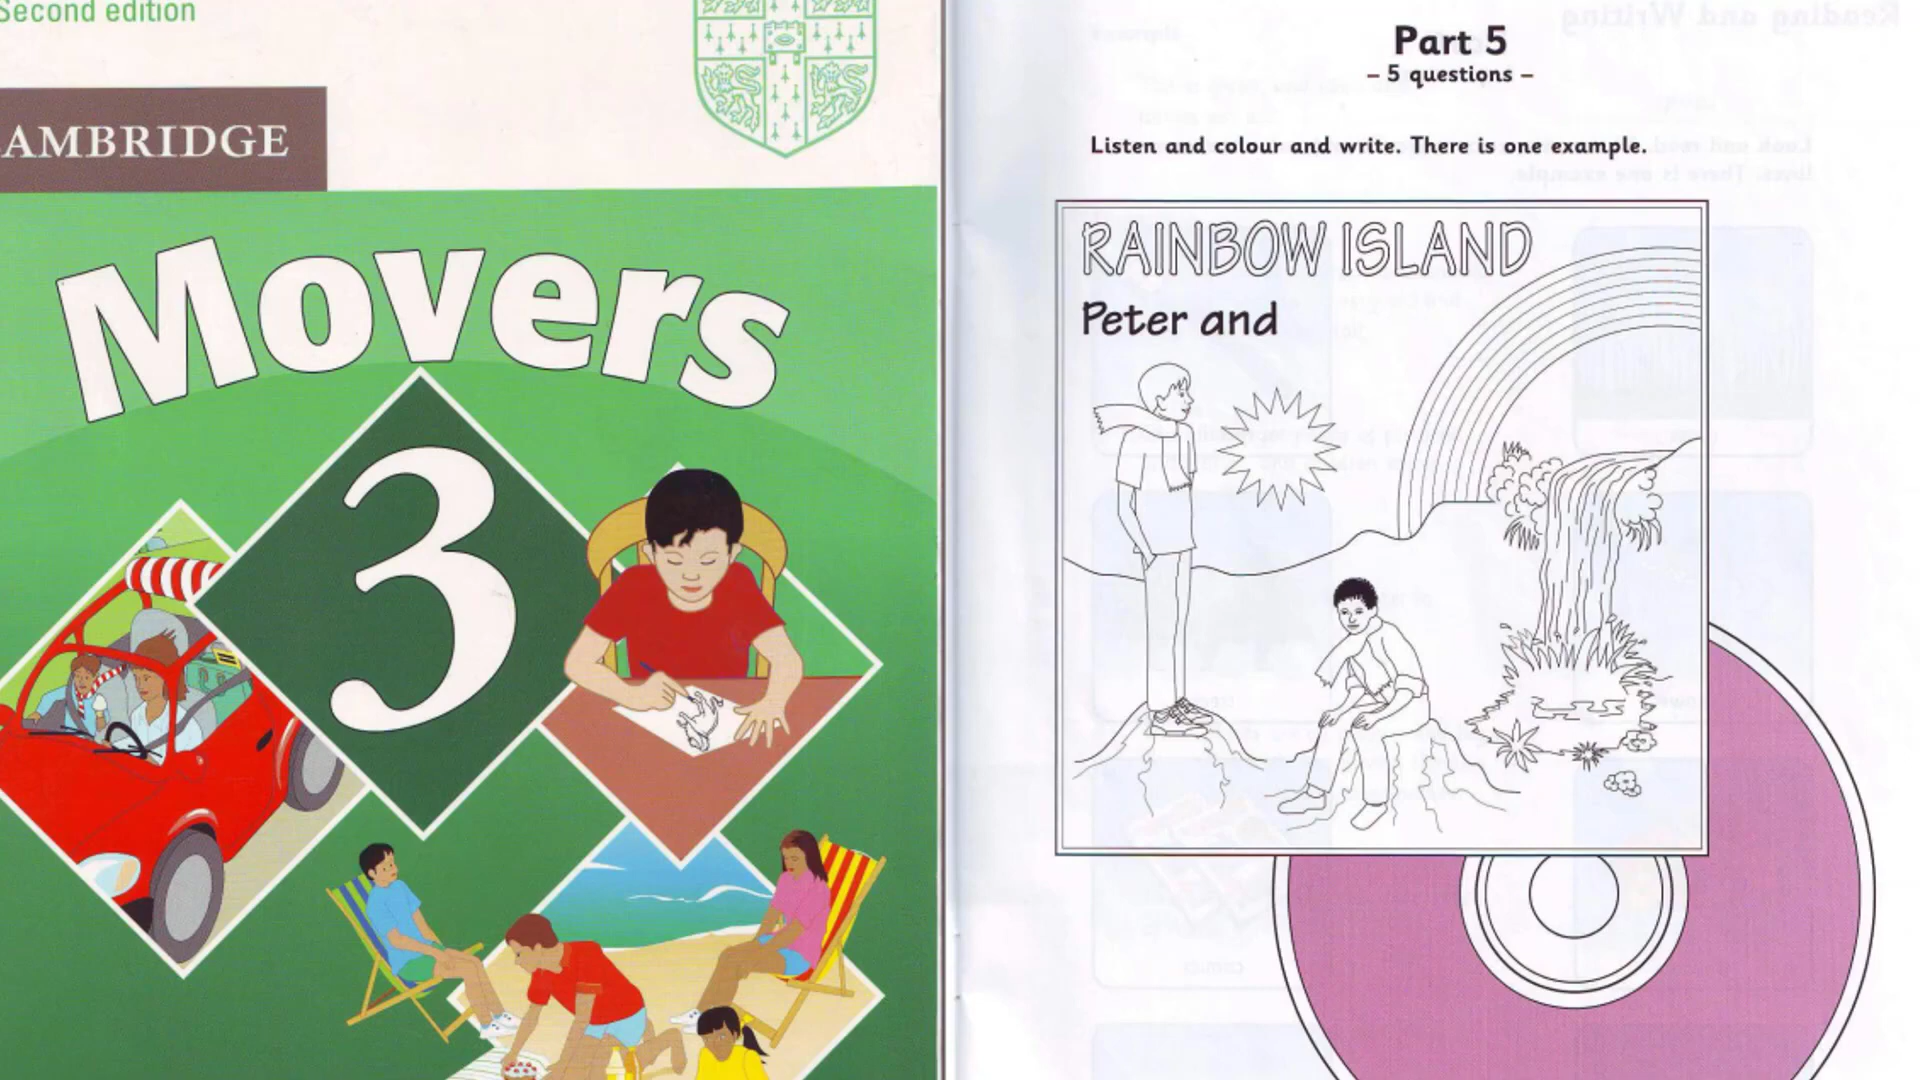 Second edition
AMBRIDGE
Movers
3
Part 5
– 5 questions –
Listen and colour and write. There is one example.
RAINBOW ISLAND
Peter and